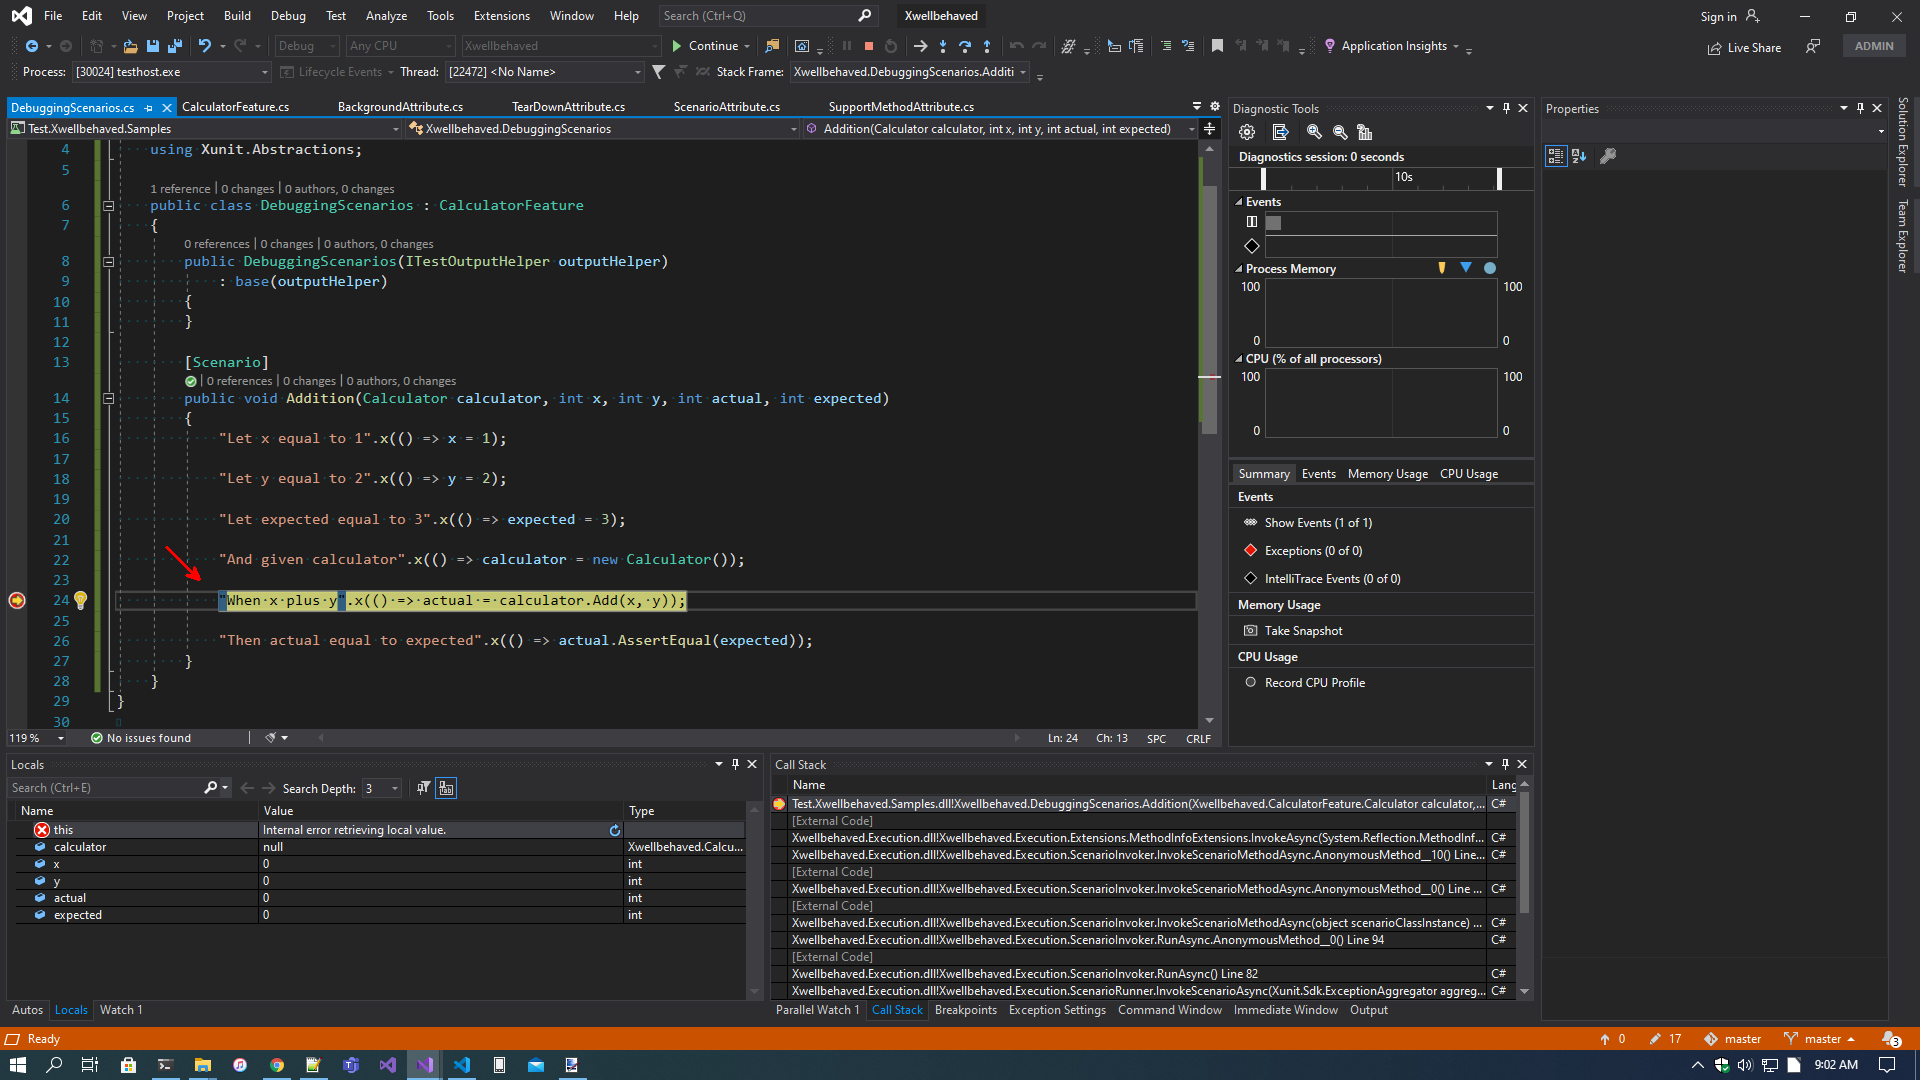 File Edit View Project Build Debug Test Analyze Tools Extensions Window Help Search (Ctrl+Q) Xwellbehaved Sign in
Debug Any CPU Xwellbehaved Continue Application Insights Live Share ADMIN
Process: [30024] testhost.exe Lifecycle Events Thread: [22472] <No Name> Stack Frame: Xwellbehaved.DebuggingScenarios.Additi
DebuggingScenarios.cs CalculatorFeature.cs BackgroundAttribute.cs TearDownAttribute.cs ScenarioAttribute.cs SupportMethodAttribute.cs
Test.Xwellbehaved.Samples Xwellbehaved.DebuggingScenarios Addition(Calculator calculator, int x, int y, int actual, int expected)
4 using Xunit.Abstractions;
5
1 reference | 0 changes | 0 authors, 0 changes
6 public class DebuggingScenarios : CalculatorFeature
7 {
0 references | 0 changes | 0 authors, 0 changes
8 public DebuggingScenarios(ITestOutputHelper outputHelper)
9 : base(outputHelper)
10 {
11 }
12
13 [Scenario]
| 0 references | 0 changes | 0 authors, 0 changes
14 public void Addition(Calculator calculator, int x, int y, int actual, int expected)
15 {
16 "Let x equal to 1".x(() => x = 1);
17
18 "Let y equal to 2".x(() => y = 2);
19
20 "Let expected equal to 3".x(() => expected = 3);
21
22 "And given calculator".x(() => calculator = new Calculator());
23
24 "When x plus y".x(() => actual = calculator.Add(x, y));
25
26 "Then actual equal to expected".x(() => actual.AssertEqual(expected));
27 }
28 }
29 }
30
119 % No issues found Ln: 24 Ch: 13 SPC CRLF
Diagnostic Tools
Diagnostics session: 0 seconds
10s
Events
Process Memory
100 100
0 0
CPU (% of all processors)
100 100
0 0
Summary Events Memory Usage CPU Usage
Events
Show Events (1 of 1)
Exceptions (0 of 0)
IntelliTrace Events (0 of 0)
Memory Usage
Take Snapshot
CPU Usage
Record CPU Profile
Properties
Solution Explorer
Team Explorer
Locals
Search (Ctrl+E) Search Depth: 3
Name Value Type
this Internal error retrieving local value.
calculator null Xwellbehaved.Calcu...
x 0 int
y 0 int
actual 0 int
expected 0 int
Autos Locals Watch 1
Call Stack
Name Lang
Test.Xwellbehaved.Samples.dll!Xwellbehaved.DebuggingScenarios.Addition(Xwellbehaved.CalculatorFeature.Calculator calculator,... C#
[External Code]
Xwellbehaved.Execution.dll!Xwellbehaved.Execution.Extensions.MethodInfoExtensions.InvokeAsync(System.Reflection.MethodInf... C#
Xwellbehaved.Execution.dll!Xwellbehaved.Execution.ScenarioInvoker.InvokeScenarioMethodAsync.AnonymousMethod__10() Line... C#
[External Code]
Xwellbehaved.Execution.dll!Xwellbehaved.Execution.ScenarioInvoker.InvokeScenarioMethodAsync.AnonymousMethod__0() Line ... C#
[External Code]
Xwellbehaved.Execution.dll!Xwellbehaved.Execution.ScenarioInvoker.InvokeScenarioMethodAsync(object scenarioClassInstance) ... C#
Xwellbehaved.Execution.dll!Xwellbehaved.Execution.ScenarioInvoker.RunAsync.AnonymousMethod__0() Line 94 C#
[External Code]
Xwellbehaved.Execution.dll!Xwellbehaved.Execution.ScenarioInvoker.RunAsync() Line 82 C#
Xwellbehaved.Execution.dll!Xwellbehaved.Execution.ScenarioRunner.InvokeScenarioAsync(Xunit.Sdk.ExceptionAggregator aggreg... C#
Parallel Watch 1 Call Stack Breakpoints Exception Settings Command Window Immediate Window Output
Ready 0 17 master master 3
9:02 AM